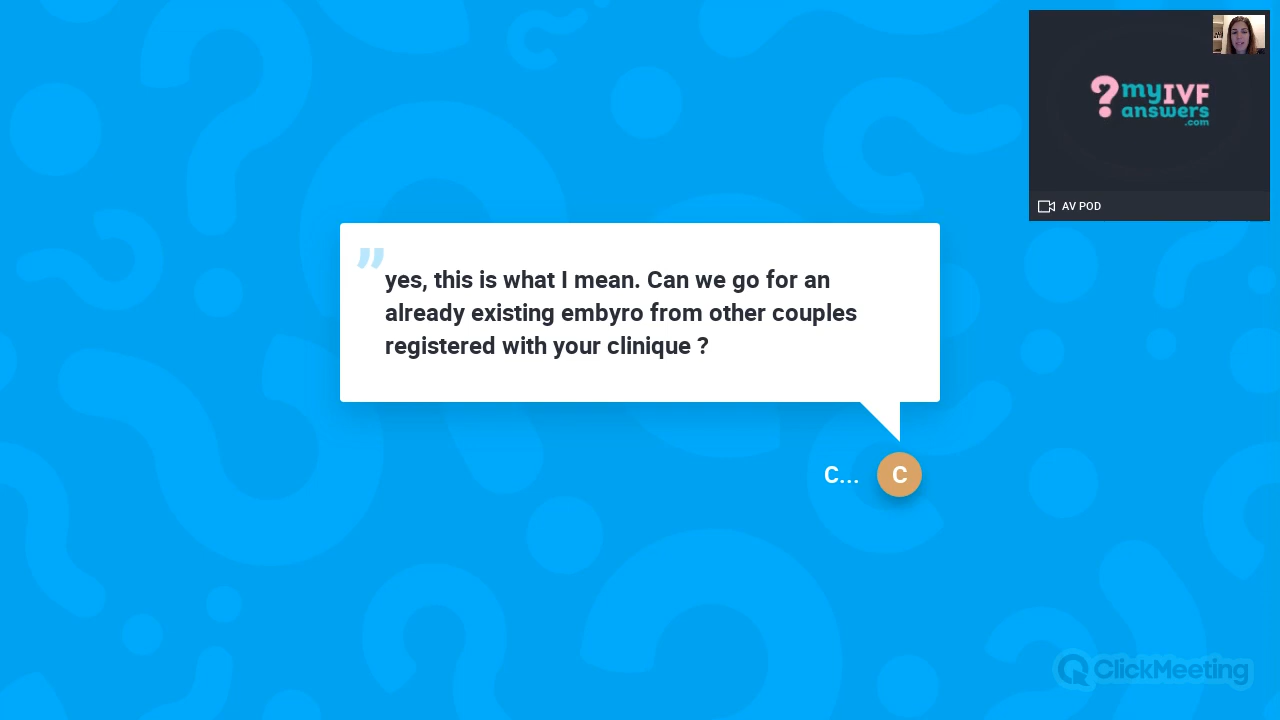 ? myIVF
answers
.com
AV POD
yes, this is what I mean. Can we go for an
already existing embyro from other couples
registered with your clinique ?
C...
C
ClickMeeting